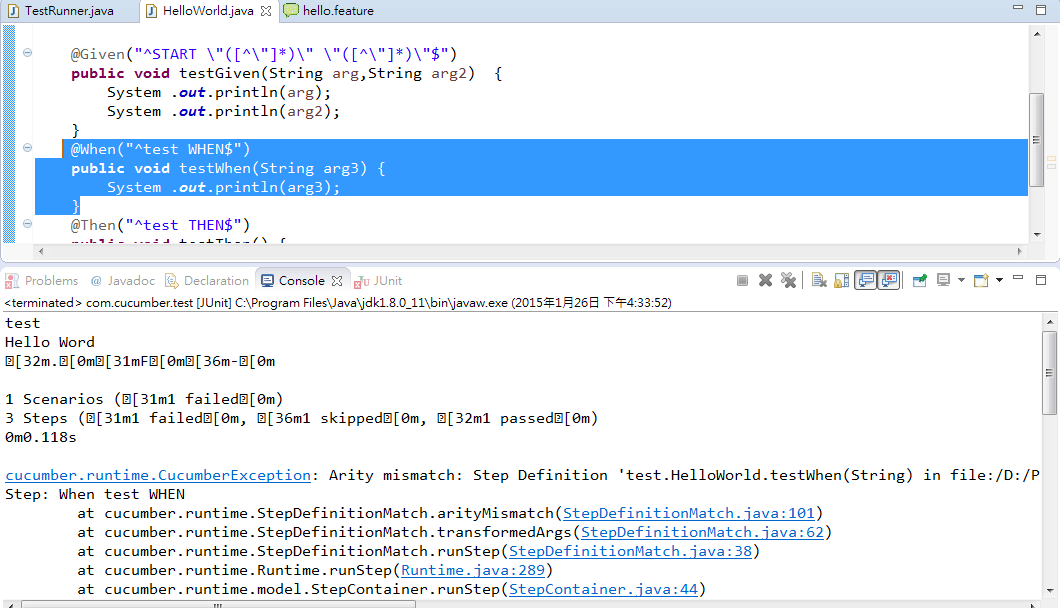 TestRunner.java HelloWorld.java hello.feature
@Given("^START \"([^\"]*)\" \"([^\"]*)\"$")
public void testGiven(String arg,String arg2)  {
System .out.println(arg);
System .out.println(arg2);
}
@When("^test WHEN$")
public void testWhen(String arg3) {
System .out.println(arg3);
}
@Then("^test THEN$")
public void testThen() {
Problems @ Javadoc Declaration Console JUnit
<terminated> com.cucumber.test [JUnit] C:\Program Files\Java\jdk1.8.0_11\bin\javaw.exe (2015年1月26日 下午4:33:52)
test
Hello Word
[32m.[0m[31mF[0m[36m-[0m
1 Scenarios ([31m1 failed[0m)
3 Steps ([31m1 failed[0m, [36m1 skipped[0m, [32m1 passed[0m)
0m0.118s
cucumber.runtime.CucumberException: Arity mismatch: Step Definition 'test.HelloWorld.testWhen(String) in file:/D:/P
Step: When test WHEN
at cucumber.runtime.StepDefinitionMatch.arityMismatch(StepDefinitionMatch.java:101)
at cucumber.runtime.StepDefinitionMatch.transformedArgs(StepDefinitionMatch.java:62)
at cucumber.runtime.StepDefinitionMatch.runStep(StepDefinitionMatch.java:38)
at cucumber.runtime.Runtime.runStep(Runtime.java:289)
at cucumber.runtime.model.StepContainer.runStep(StepContainer.java:44)